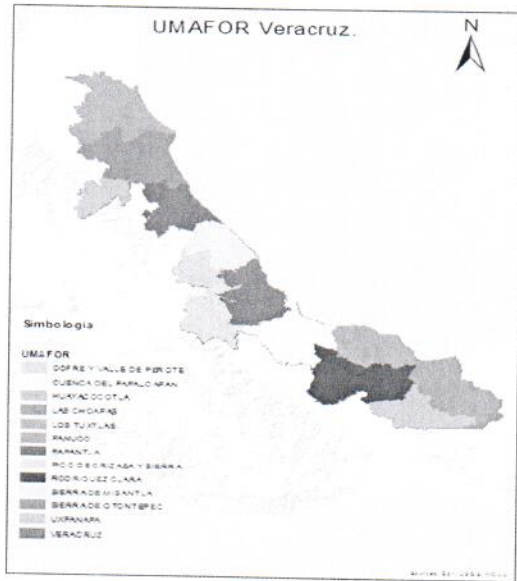 UMAFOR Veracruz.
N
Simbología
UMAFOR
COFRE Y VALLE DE PEROTE
CUENCA DEL PAPALOAPAN
HUAYACOCOTLA
LAS CHOAPAS
LOS TUXTLAS
PANUCO
PAPANTLA
PICO DE ORIZABA Y SIERRA
RODRIGUEZ CLARA
SIERRA DE MISANTLA
SIERRA DE OTONTEPEC
UXPANAPA
VERACRUZ